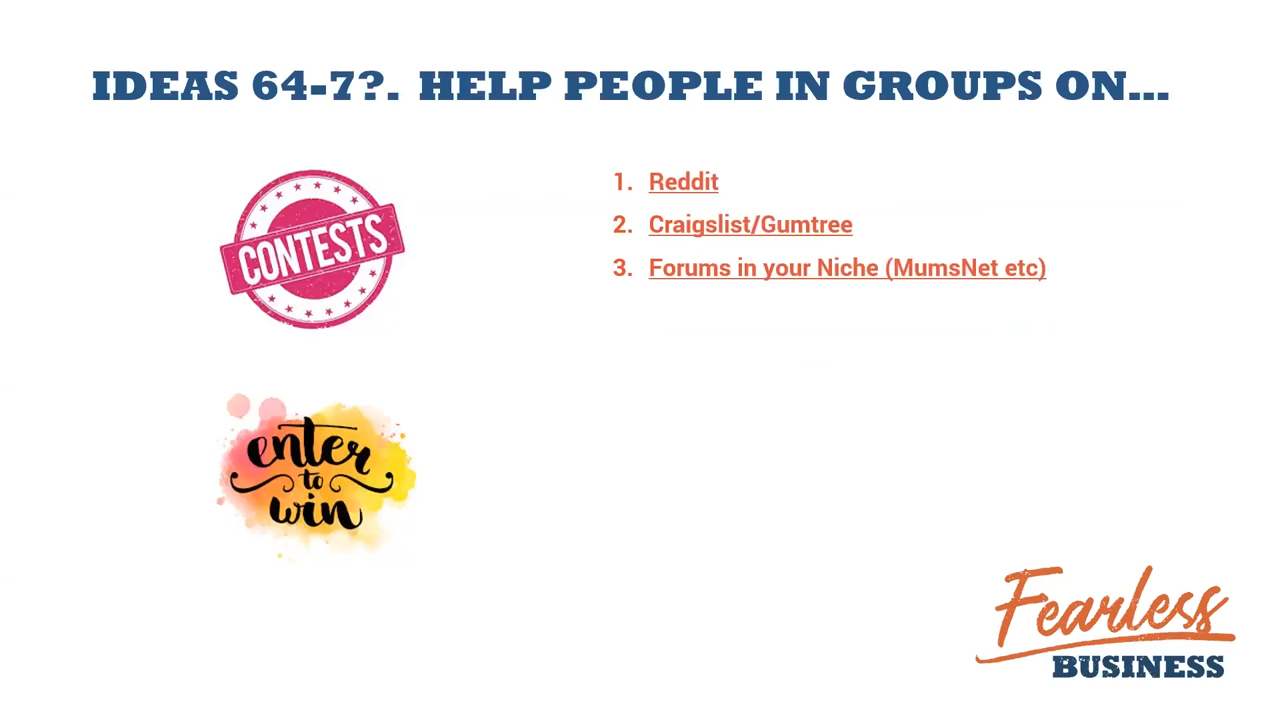 IDEAS 64-7?. HELP PEOPLE IN GROUPS ON...
CONTESTS
1. Reddit
2. Craigslist/Gumtree
3. Forums in your Niche (MumsNet etc)
enter
to
win
Fearless
BUSINESS